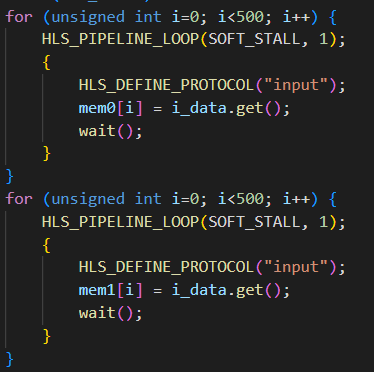 for (unsigned int i=0; i<500; i++) {
    HLS_PIPELINE_LOOP(SOFT_STALL, 1);
    {
        HLS_DEFINE_PROTOCOL("input");
        mem0[i] = i_data.get();
        wait();
    }
}
for (unsigned int i=0; i<500; i++) {
    HLS_PIPELINE_LOOP(SOFT_STALL, 1);
    {
        HLS_DEFINE_PROTOCOL("input");
        mem1[i] = i_data.get();
        wait();
    }
}